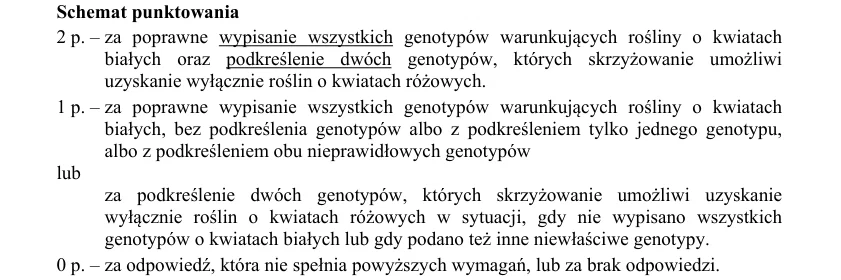 Schemat punktowania
2 p. – za poprawne wypisanie wszystkich genotypów warunkujących rośliny o kwiatach
białych oraz podkreślenie dwóch genotypów, których skrzyżowanie umożliwi
uzyskanie wyłącznie roślin o kwiatach różowych.
1 p. – za poprawne wypisanie wszystkich genotypów warunkujących rośliny o kwiatach
białych, bez podkreślenia genotypów albo z podkreśleniem tylko jednego genotypu,
albo z podkreśleniem obu nieprawidłowych genotypów
lub
za podkreślenie dwóch genotypów, których skrzyżowanie umożliwi uzyskanie
wyłącznie roślin o kwiatach różowych w sytuacji, gdy nie wypisano wszystkich
genotypów o kwiatach białych lub gdy podano też inne niewłaściwe genotypy.
0 p. – za odpowiedź, która nie spełnia powyższych wymagań, lub za brak odpowiedzi.